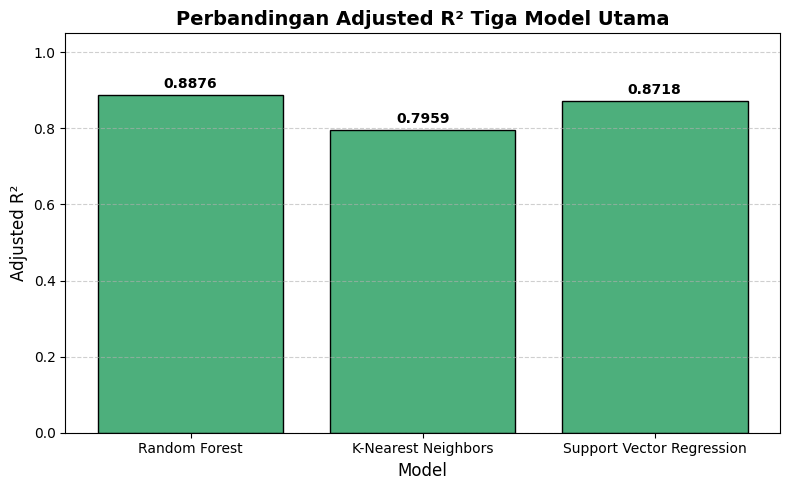 Perbandingan Adjusted R² Tiga Model Utama
Adjusted R²
1.0
0.8
0.6
0.4
0.2
0.0
0.8876
0.7959
0.8718
Random Forest
K-Nearest Neighbors
Support Vector Regression
Model